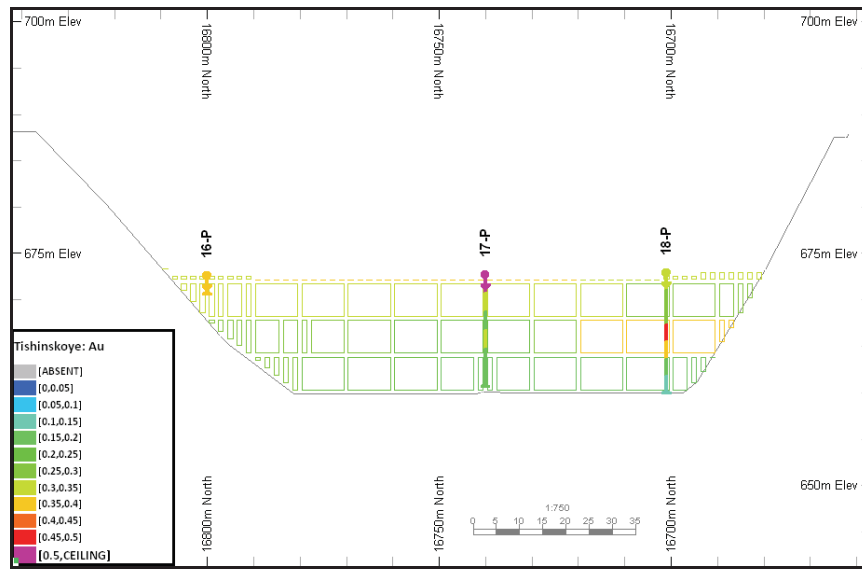 700m Elev
16800m North
16750m North
16700m North
700m Elev
16-P
17-P
18-P
675m Elev
675m Elev
Tishinskoye: Au
[ABSENT]
[0,0.05]
[0.05,0.1]
[0.1,0.15]
[0.15,0.2]
[0.2,0.25]
[0.25,0.3]
[0.3,0.35]
[0.35,0.4]
[0.4,0.45]
[0.45,0.5]
[0.5,CEILING]
16800m North
16750m North
16700m North
650m Elev
1:750
0 5 10 15 20 25 30 35